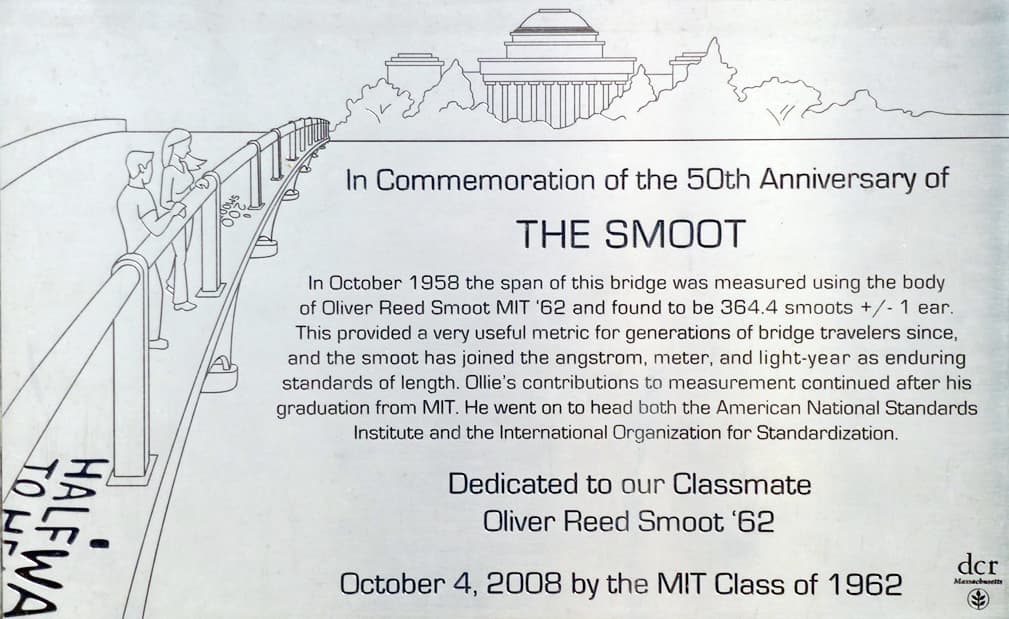 In Commemoration of the 50th Anniversary of
THE SMOOT
In October 1958 the span of this bridge was measured using the body
of Oliver Reed Smoot MIT '62 and found to be 364.4 smoots +/- 1 ear.
This provided a very useful metric for generations of bridge travelers since,
and the smoot has joined the angstrom, meter, and light-year as enduring
standards of length. Ollie's contributions to measurement continued after his
graduation from MIT. He went on to head both the American National Standards
Institute and the International Organization for Standardization.
Dedicated to our Classmate
Oliver Reed Smoot '62
October 4, 2008 by the MIT Class of 1962
HALFWA
TO HE
dcr
Massachusetts